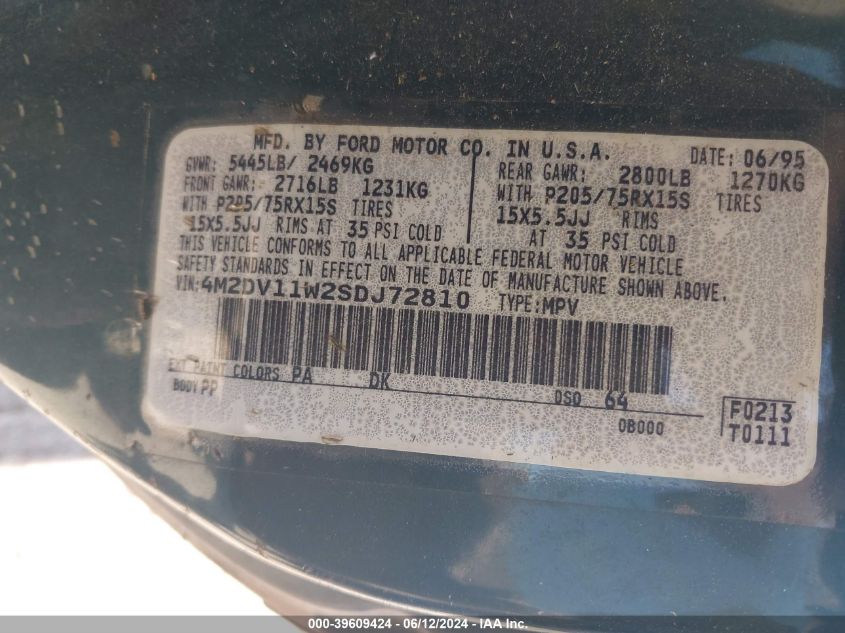 MFD. BY FORD MOTOR CO. IN U.S.A.
DATE: 06/95
GVWR: 5445LB/ 2469KG
FRONT GAWR: 2716LB 1231KG
WITH P205/75RX15S TIRES
15X5.5JJ RIMS AT 35 PSI COLD
REAR GAWR: 2800LB 1270KG
WITH P205/75RX15S TIRES
15X5.5JJ RIMS
AT 35 PSI COLD
THIS VEHICLE CONFORMS TO ALL APPLICABLE FEDERAL MOTOR VEHICLE
SAFETY STANDARDS IN EFFECT ON THE DATE OF MANUFACTURE SHOWN ABOVE.
VIN: 4M2DV11W2SDJ72810 TYPE: MPV
EXT PAINT COLORS PA DK DSO 64
BODY PP
0B000
F0213
T0111
000-39609424 - 06/12/2024 - IAA Inc.